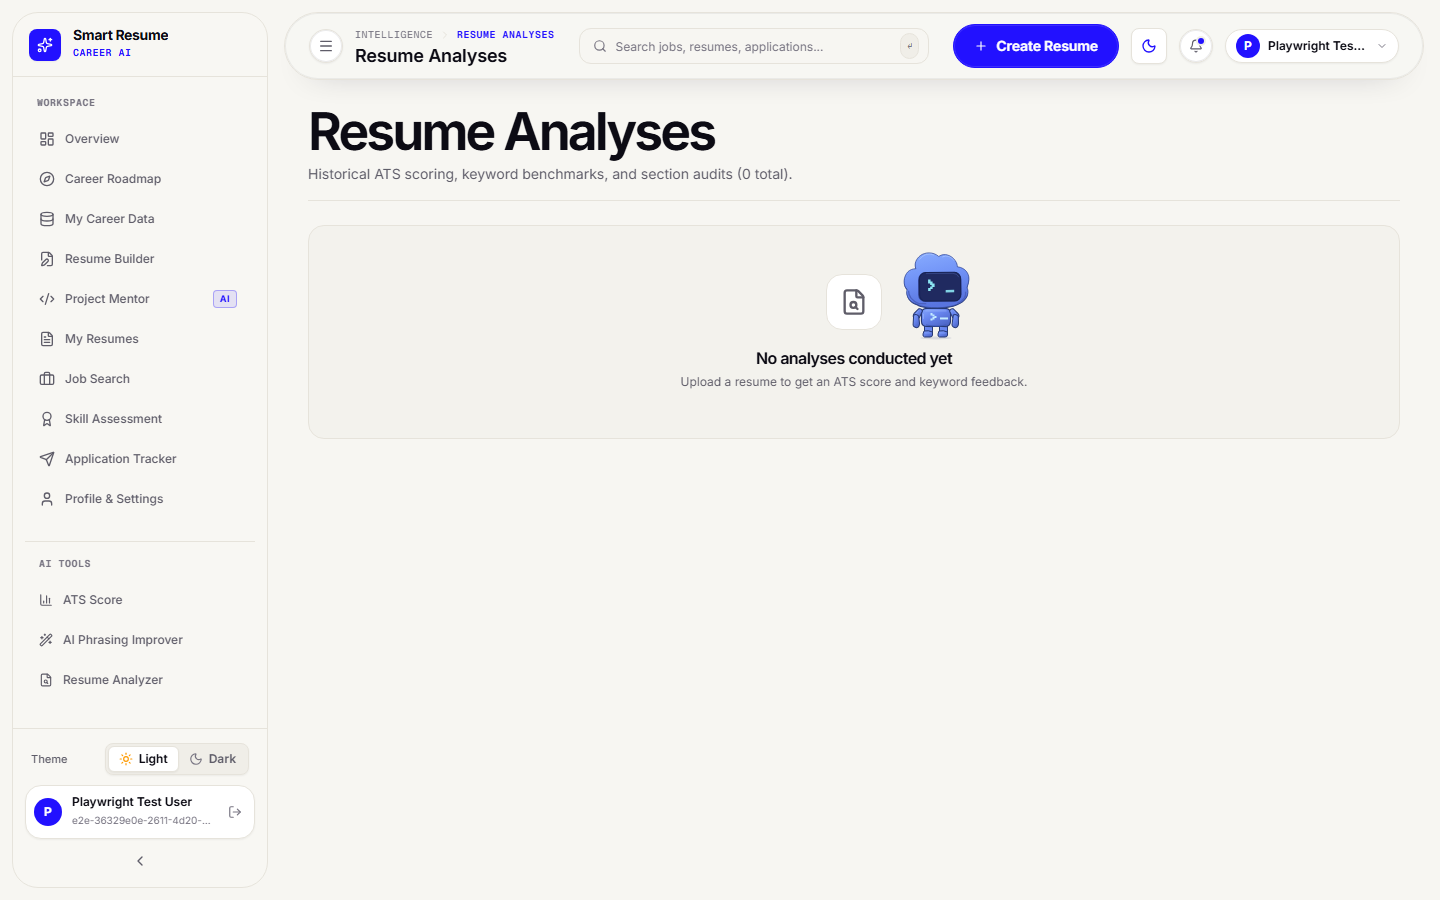 Smart Resume
CAREER AI
WORKSPACE
Overview
Career Roadmap
My Career Data
Resume Builder
Project Mentor
AI
My Resumes
Job Search
Skill Assessment
Application Tracker
Profile & Settings
AI TOOLS
ATS Score
AI Phrasing Improver
Resume Analyzer
Theme
Light
Dark
P
Playwright Test User
e2e-36329e0e-2611-4d20-...
INTELLIGENCE
RESUME ANALYSES
Resume Analyses
Search jobs, resumes, applications...
Create Resume
P
Playwright Tes...
Resume Analyses
Historical ATS scoring, keyword benchmarks, and section audits (0 total).
No analyses conducted yet
Upload a resume to get an ATS score and keyword feedback.